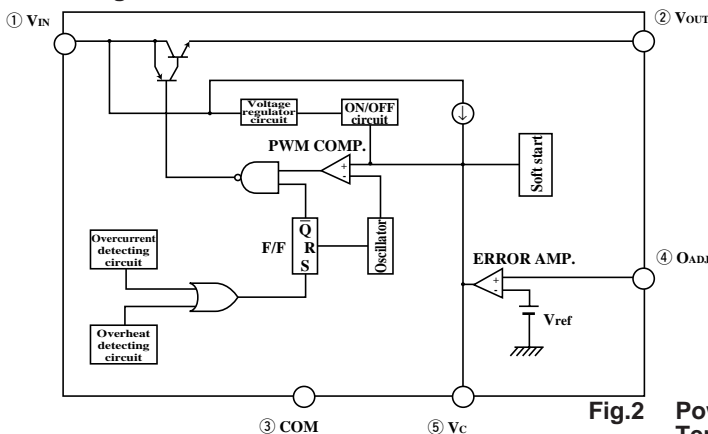 ① VIN
② VOUT
Voltage
regulator
circuit
ON/OFF
circuit
↓
PWM COMP.
+
-
Soft start
Overcurrent
detecting
circuit
F/F
Q̅
R
S
Oscillator
ERROR AMP.
④ OADJ
+
-
Vref
Overheat
detecting
circuit
③ COM
⑤ VC
Fig.2